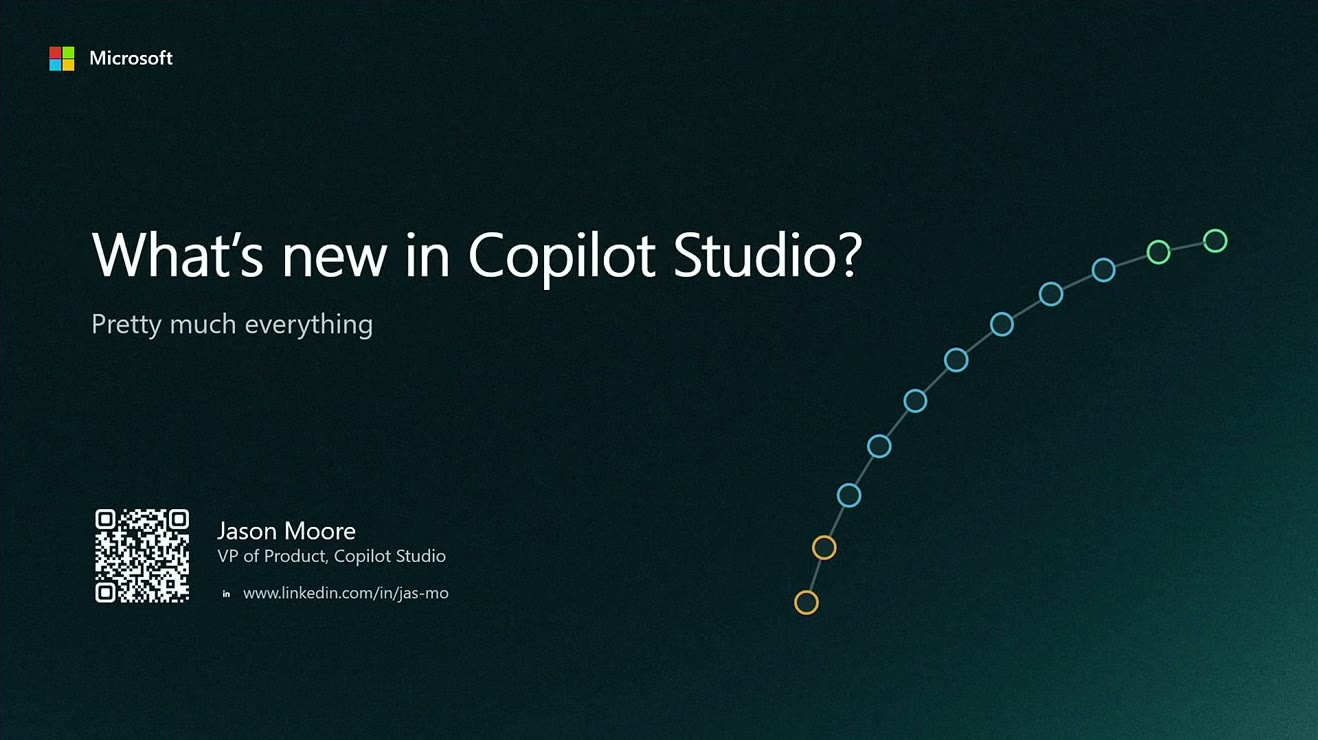 Microsoft
What's new in Copilot Studio?
Pretty much everything
Jason Moore
VP of Product, Copilot Studio
in www.linkedin.com/in/jas-mo